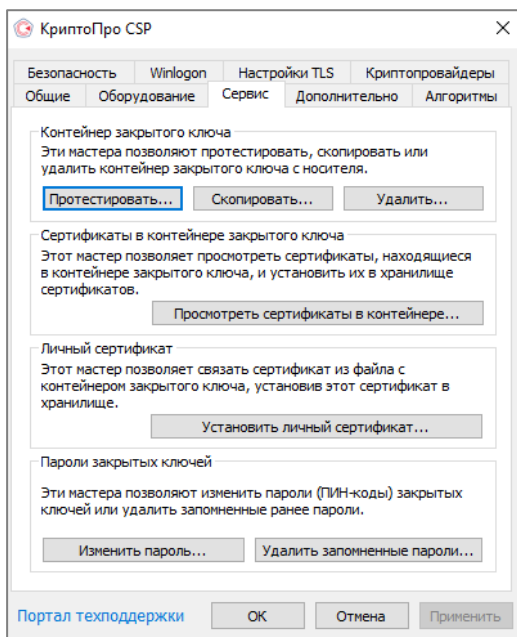 КриптоПро CSP
Безопасность Winlogon Настройки TLS Криптопровайдеры
Общие Оборудование Сервис Дополнительно Алгоритмы
Контейнер закрытого ключа
Эти мастера позволяют протестировать, скопировать или
удалить контейнер закрытого ключа с носителя.
Протестировать... Скопировать... Удалить...
Сертификаты в контейнере закрытого ключа
Этот мастер позволяет просмотреть сертификаты, находящиеся
в контейнере закрытого ключа, и установить их в хранилище
сертификатов.
Просмотреть сертификаты в контейнере...
Личный сертификат
Этот мастер позволяет связать сертификат из файла с
контейнером закрытого ключа, установив этот сертификат в
хранилище.
Установить личный сертификат...
Пароли закрытых ключей
Эти мастера позволяют изменить пароли (ПИН-коды) закрытых
ключей или удалить запомненные ранее пароли.
Изменить пароль... Удалить запомненные пароли...
Портал техподдержки ОК Отмена Применить